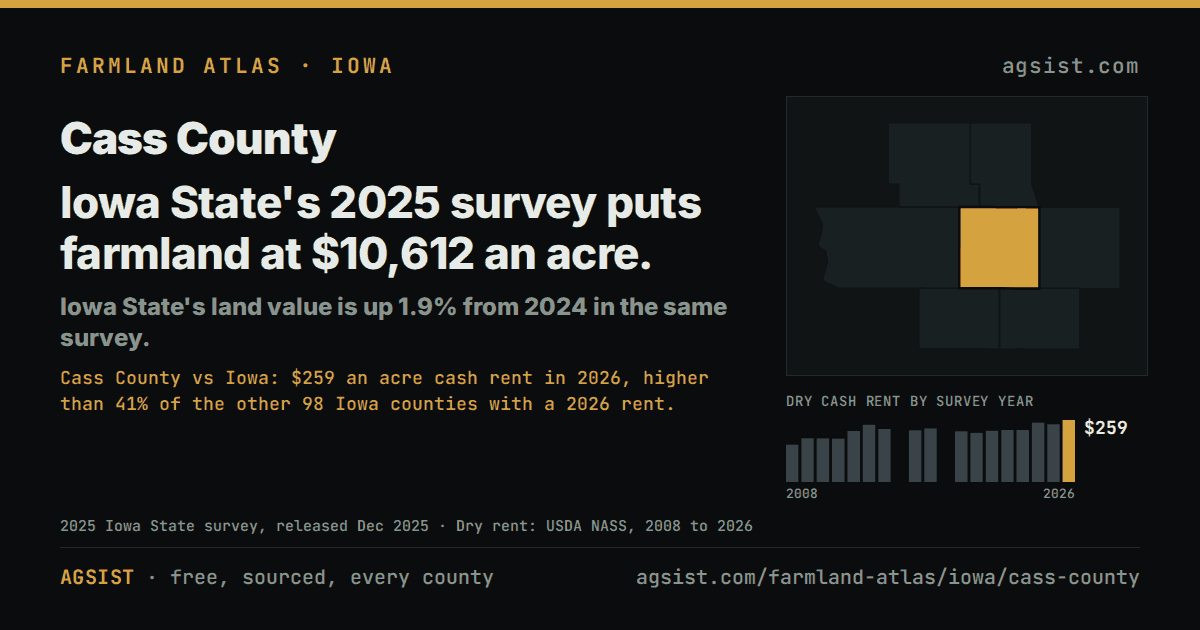 FARMLAND ATLAS · IOWA
agsist.com
Cass County
Iowa State's 2025 survey puts
farmland at $10,612 an acre.
Iowa State's land value is up 1.9% from 2024 in the same
survey.
Cass County vs Iowa: $259 an acre cash rent in 2026, higher
than 41% of the other 98 Iowa counties with a 2026 rent.
DRY CASH RENT BY SURVEY YEAR
$259
2008
2026
2025 Iowa State survey, released Dec 2025 · Dry rent: USDA NASS, 2008 to 2026
AGSIST · free, sourced, every county
agsist.com/farmland-atlas/iowa/cass-county